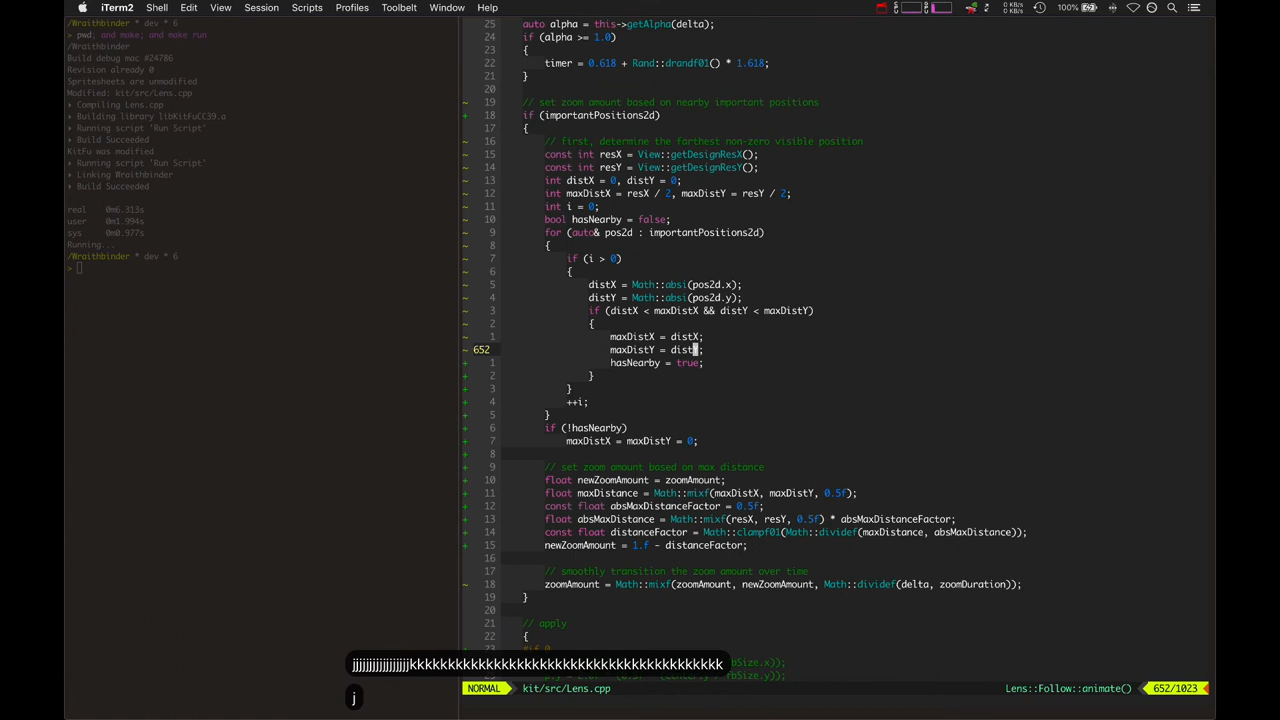 iTerm2 Shell Edit View Session Scripts Profiles Toolbelt Window Help 0 KB/s 0 KB/s 100%
/Wraithbinder * dev * 6
> pwd; and make; and make run
/Wraithbinder
Build debug mac #24786
Revision already 0
Spritesheets are unmodified
Modified: kit/src/Lens.cpp
▸ Compiling Lens.cpp
▸ Building library libKitFuCC39.a
▸ Running script 'Run Script'
▸ Build Succeeded
KitFu was modified
▸ Running script 'Run Script'
▸ Linking Wraithbinder
▸ Build Succeeded
real 0m6.313s
user 0m1.994s
sys 0m0.977s
Running...
/Wraithbinder * dev * 6
>
25 auto alpha = this->getAlpha(delta);
24 if (alpha >= 1.0)
23 {
22 timer = 0.618 + Rand::drandf01() * 1.618;
21 }
20
~ 19 // set zoom amount based on nearby important positions
+ 18 if (importantPositions2d)
17 {
~ 16 // first, determine the farthest non-zero visible position
~ 15 const int resX = View::getDesignResX();
~ 14 const int resY = View::getDesignResY();
~ 13 int distX = 0, distY = 0;
~ 12 int maxDistX = resX / 2, maxDistY = resY / 2;
~ 11 int i = 0;
~ 10 bool hasNearby = false;
~ 9 for (auto& pos2d : importantPositions2d)
~ 8 {
~ 7 if (i > 0)
~ 6 {
~ 5 distX = Math::absi(pos2d.x);
~ 4 distY = Math::absi(pos2d.y);
~ 3 if (distX < maxDistX && distY < maxDistY)
~ 2 {
~ 1 maxDistX = distX;
~ 652 maxDistY = distY;
+ 1 hasNearby = true;
+ 2 }
+ 3 }
+ 4 ++i;
+ 5 }
+ 6 if (!hasNearby)
+ 7 maxDistX = maxDistY = 0;
+ 8
+ 9 // set zoom amount based on max distance
+ 10 float newZoomAmount = zoomAmount;
+ 11 float maxDistance = Math::mixf(maxDistX, maxDistY, 0.5f);
+ 12 const float absMaxDistanceFactor = 0.5f;
+ 13 float absMaxDistance = Math::mixf(resX, resY, 0.5f) * absMaxDistanceFactor;
+ 14 const float distanceFactor = Math::clampf01(Math::dividef(maxDistance, absMaxDistance));
+ 15 newZoomAmount = 1.f - distanceFactor;
16
17 // smoothly transition the zoom amount over time
~ 18 zoomAmount = Math::mixf(zoomAmount, newZoomAmount, Math::dividef(delta, zoomDuration));
19 }
20
21 // apply
22 {
#if 0
jjjjjjjjjjjjjjjjjkkkkkkkkkkkkkkkkkkkkkkkkkkkkkkkkkkkkkkkkkkkkkk
j
NORMAL kit/src/Lens.cpp Lens::Follow::animate() 652/1023